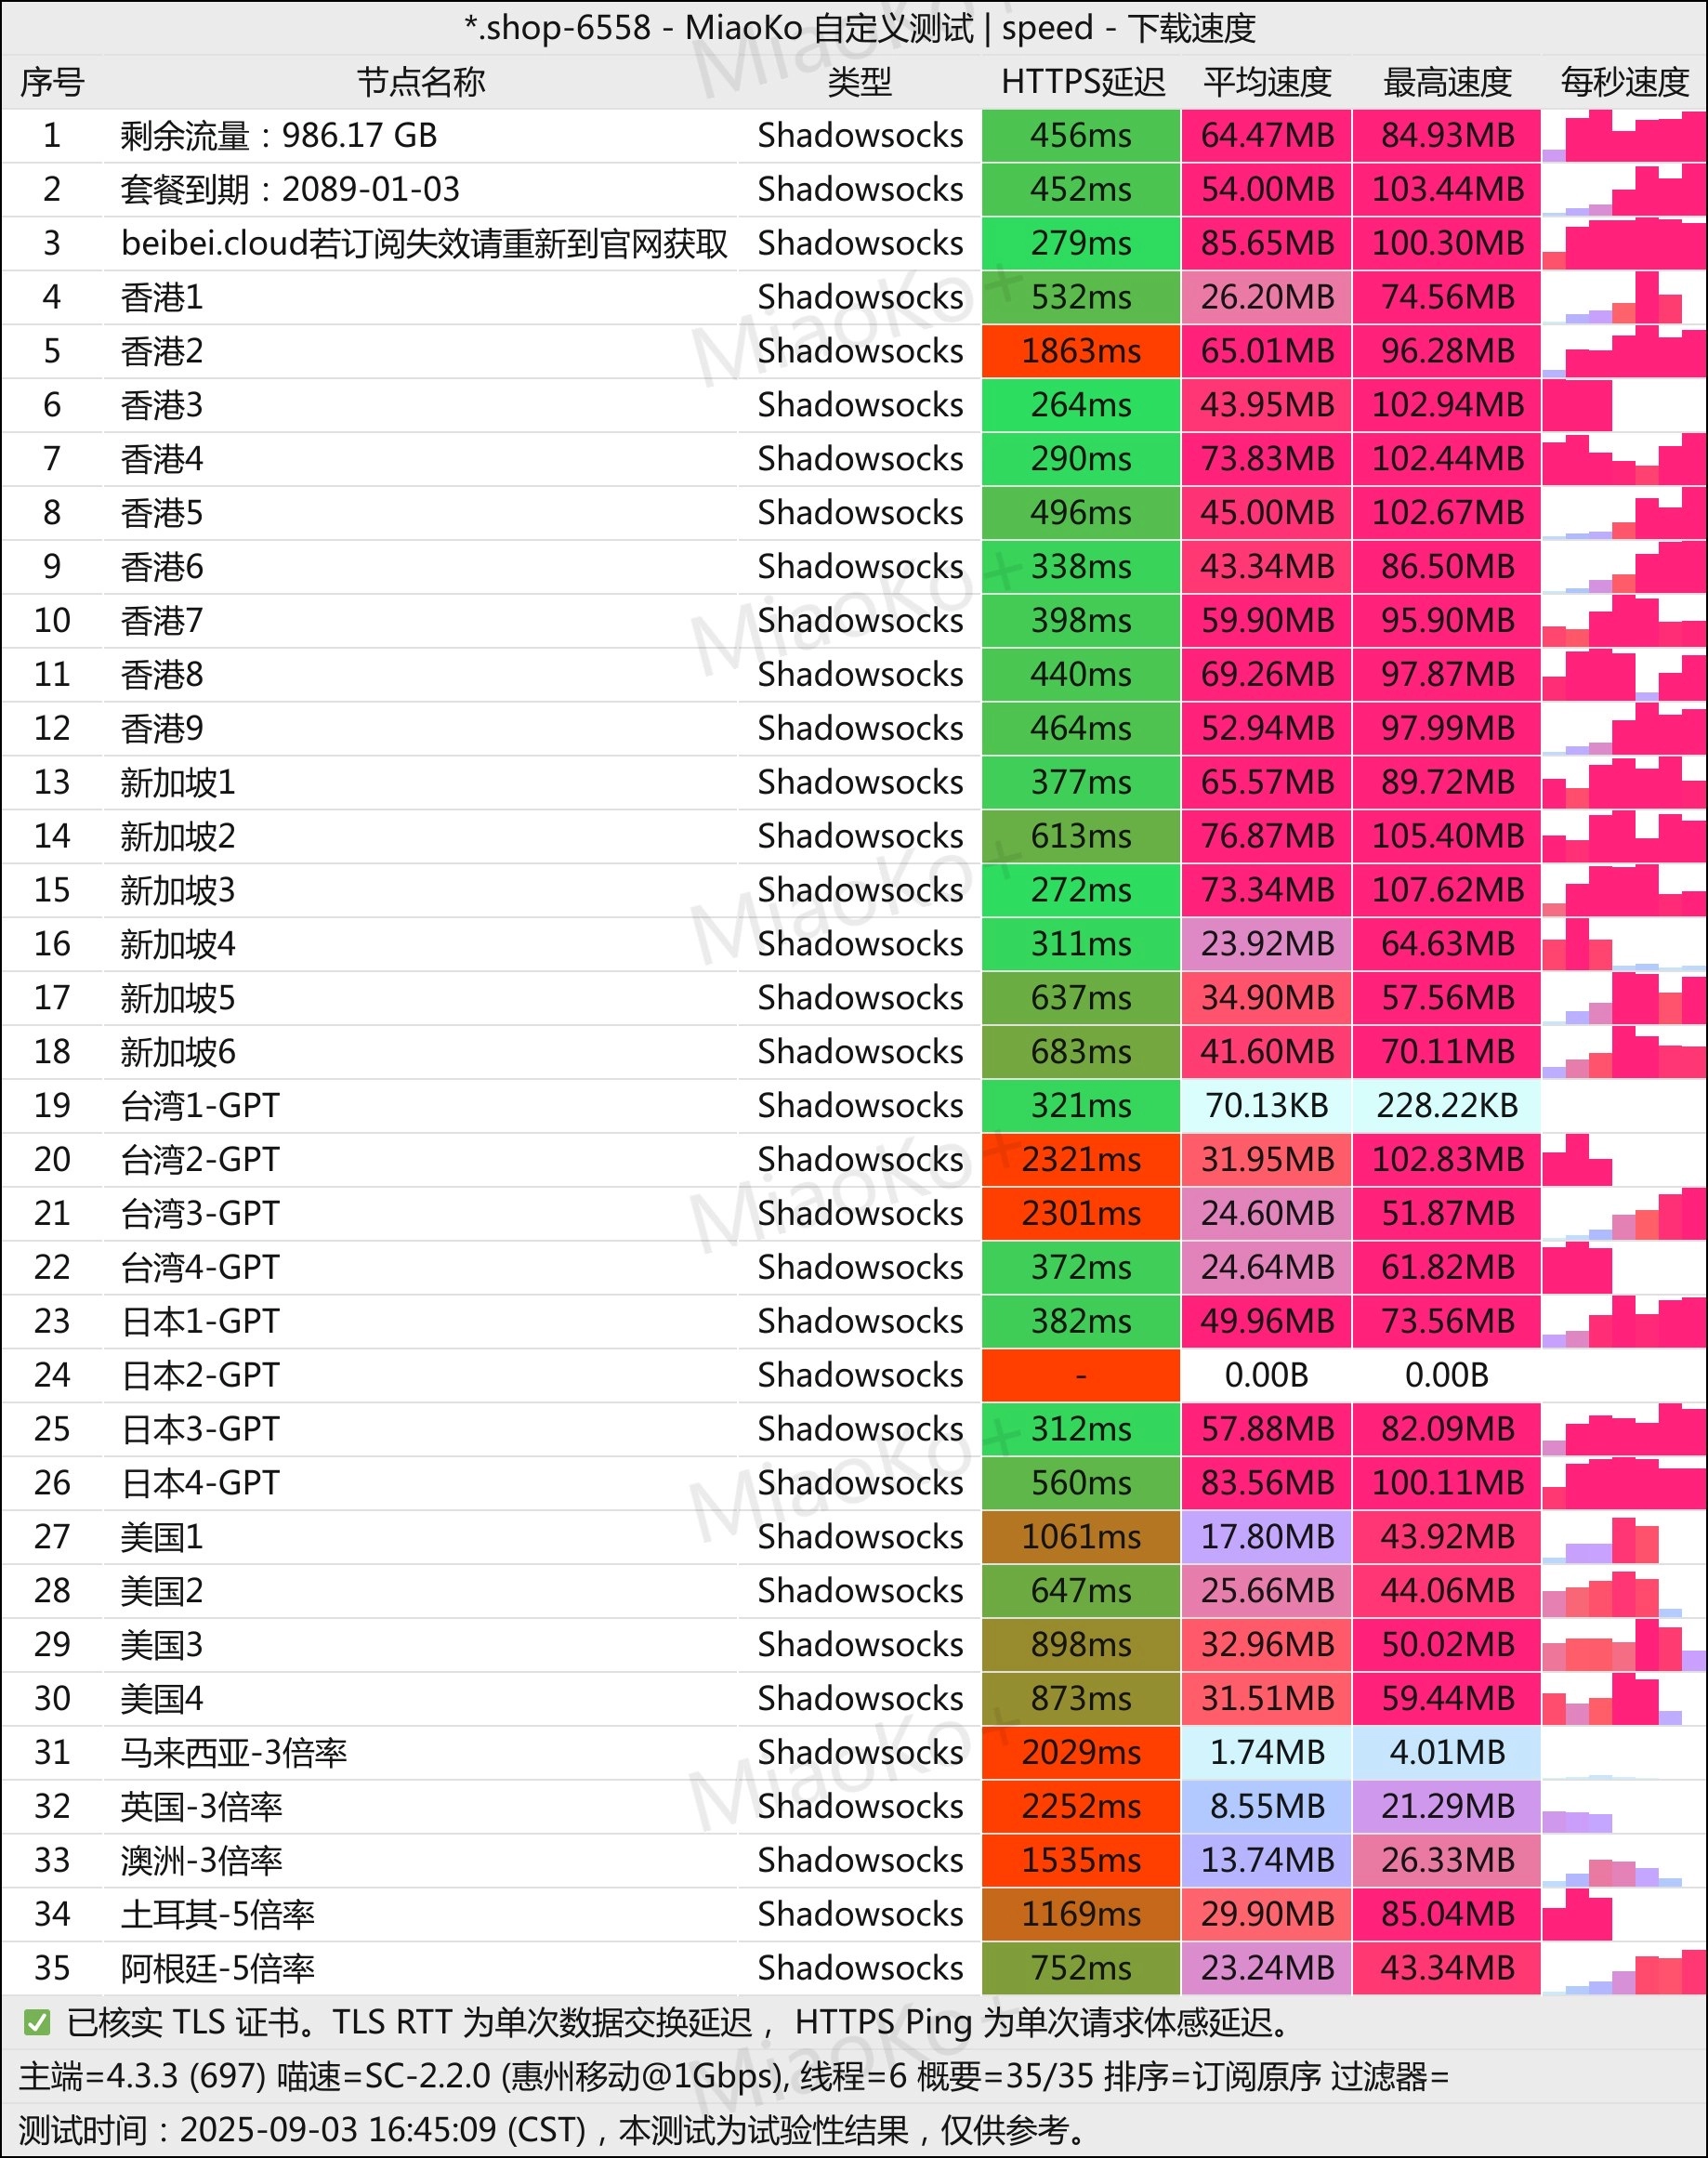 *.shop-6558 - MiaoKo 自定义测试 | speed - 下载速度
序号 节点名称 类型 HTTPS延迟 平均速度 最高速度 每秒速度
1 剩余流量：986.17 GB Shadowsocks 456ms 64.47MB 84.93MB
2 套餐到期：2089-01-03 Shadowsocks 452ms 54.00MB 103.44MB
3 beibei.cloud若订阅失效请重新到官网获取 Shadowsocks 279ms 85.65MB 100.30MB
4 香港1 Shadowsocks 532ms 26.20MB 74.56MB
5 香港2 Shadowsocks 1863ms 65.01MB 96.28MB
6 香港3 Shadowsocks 264ms 43.95MB 102.94MB
7 香港4 Shadowsocks 290ms 73.83MB 102.44MB
8 香港5 Shadowsocks 496ms 45.00MB 102.67MB
9 香港6 Shadowsocks 338ms 43.34MB 86.50MB
10 香港7 Shadowsocks 398ms 59.90MB 95.90MB
11 香港8 Shadowsocks 440ms 69.26MB 97.87MB
12 香港9 Shadowsocks 464ms 52.94MB 97.99MB
13 新加坡1 Shadowsocks 377ms 65.57MB 89.72MB
14 新加坡2 Shadowsocks 613ms 76.87MB 105.40MB
15 新加坡3 Shadowsocks 272ms 73.34MB 107.62MB
16 新加坡4 Shadowsocks 311ms 23.92MB 64.63MB
17 新加坡5 Shadowsocks 637ms 34.90MB 57.56MB
18 新加坡6 Shadowsocks 683ms 41.60MB 70.11MB
19 台湾1-GPT Shadowsocks 321ms 70.13KB 228.22KB
20 台湾2-GPT Shadowsocks 2321ms 31.95MB 102.83MB
21 台湾3-GPT Shadowsocks 2301ms 24.60MB 51.87MB
22 台湾4-GPT Shadowsocks 372ms 24.64MB 61.82MB
23 日本1-GPT Shadowsocks 382ms 49.96MB 73.56MB
24 日本2-GPT Shadowsocks - 0.00B 0.00B
25 日本3-GPT Shadowsocks 312ms 57.88MB 82.09MB
26 日本4-GPT Shadowsocks 560ms 83.56MB 100.11MB
27 美国1 Shadowsocks 1061ms 17.80MB 43.92MB
28 美国2 Shadowsocks 647ms 25.66MB 44.06MB
29 美国3 Shadowsocks 898ms 32.96MB 50.02MB
30 美国4 Shadowsocks 873ms 31.51MB 59.44MB
31 马来西亚-3倍率 Shadowsocks 2029ms 1.74MB 4.01MB
32 英国-3倍率 Shadowsocks 2252ms 8.55MB 21.29MB
33 澳洲-3倍率 Shadowsocks 1535ms 13.74MB 26.33MB
34 土耳其-5倍率 Shadowsocks 1169ms 29.90MB 85.04MB
35 阿根廷-5倍率 Shadowsocks 752ms 23.24MB 43.34MB
✅ 已核实 TLS 证书。TLS RTT 为单次数据交换延迟， HTTPS Ping 为单次请求体感延迟。
主端=4.3.3 (697) 喵速=SC-2.2.0 (惠州移动@1Gbps), 线程=6 概要=35/35 排序=订阅原序 过滤器=
测试时间：2025-09-03 16:45:09 (CST)，本测试为试验性结果，仅供参考。